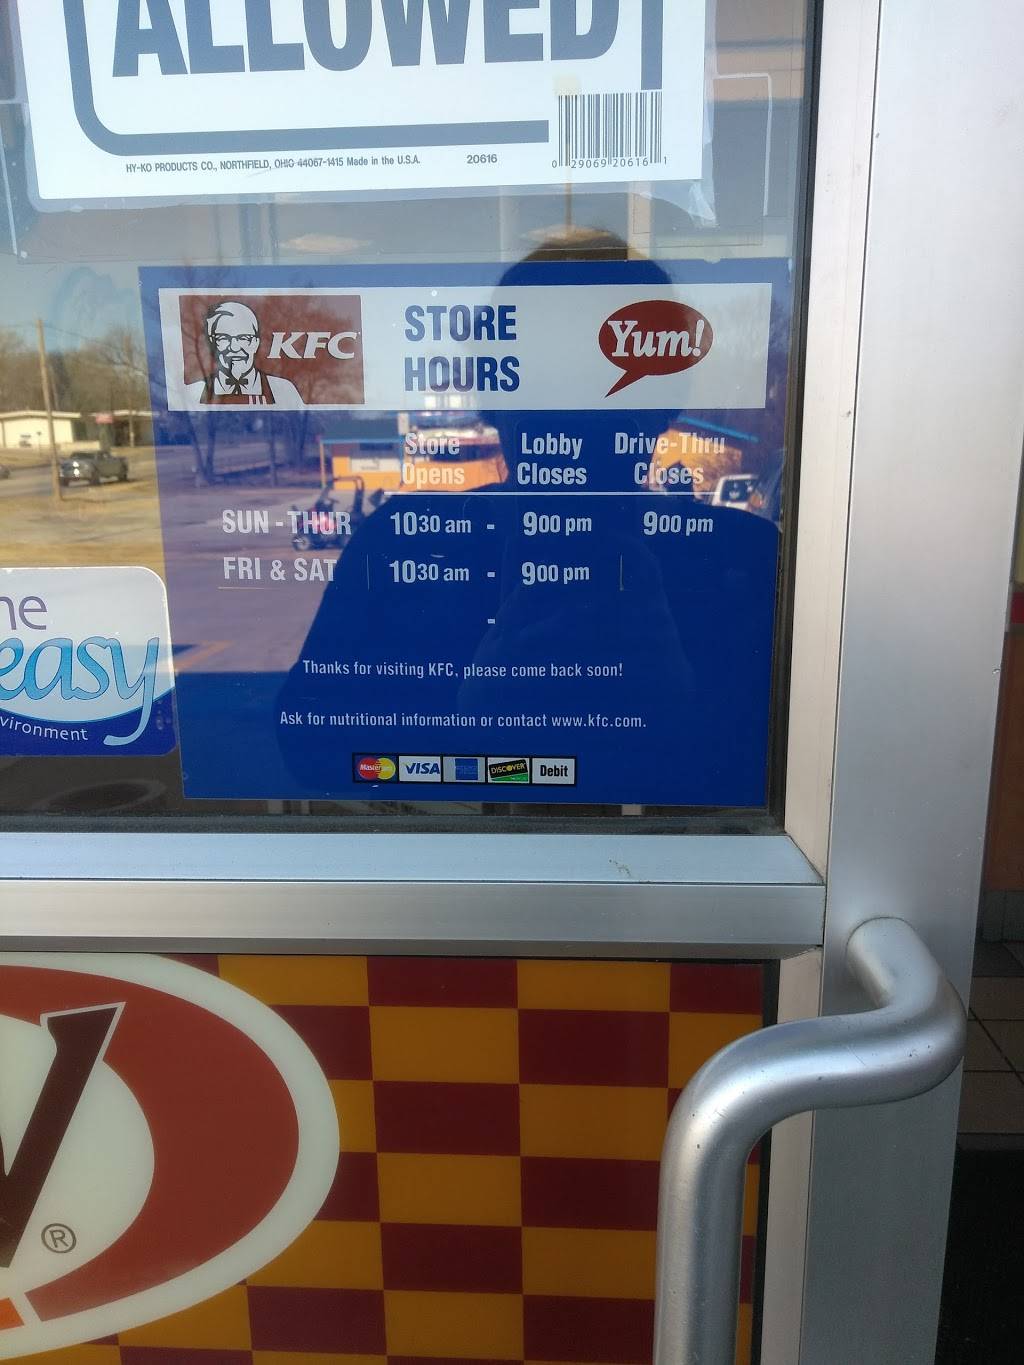 ALLOWED
HY-KO PRODUCTS CO., NORTHFIELD, OHIO 44067-1415 Made in the U.S.A. 20616
0 29069 20616 1
KFC
STORE HOURS
Yum!
Store Opens Lobby Closes Drive-Thru Closes
SUN - THUR 1030 am - 900 pm 900 pm
FRI & SAT 1030 am - 900 pm
-
Thanks for visiting KFC, please come back soon!
Ask for nutritional information or contact www.kfc.com.
VISA DISCOVER Debit
easy
®